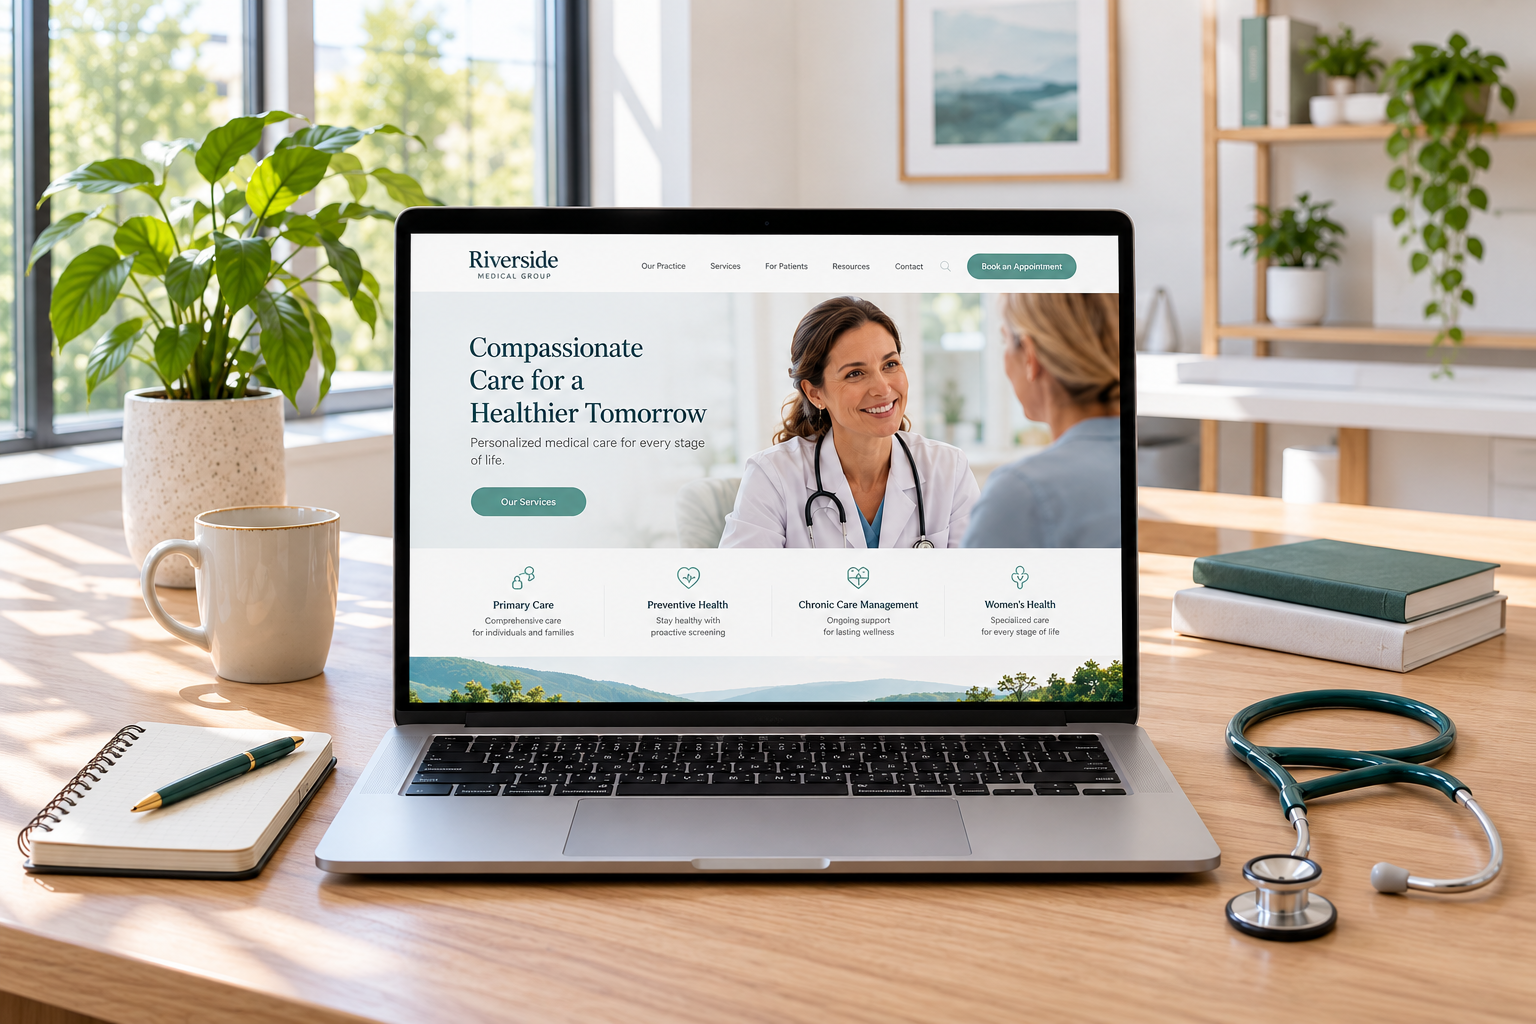 Riverside
MEDICAL GROUP
Our Practice
Services
For Patients
Resources
Contact
Book an Appointment
Compassionate
Care for a
Healthier Tomorrow
Personalized medical care for every stage
of life.
Our Services
Primary Care
Comprehensive care
for individuals and families
Preventive Health
Stay healthy with
proactive screening
Chronic Care Management
Ongoing support
for lasting wellness
Women's Health
Specialized care
for every stage of life